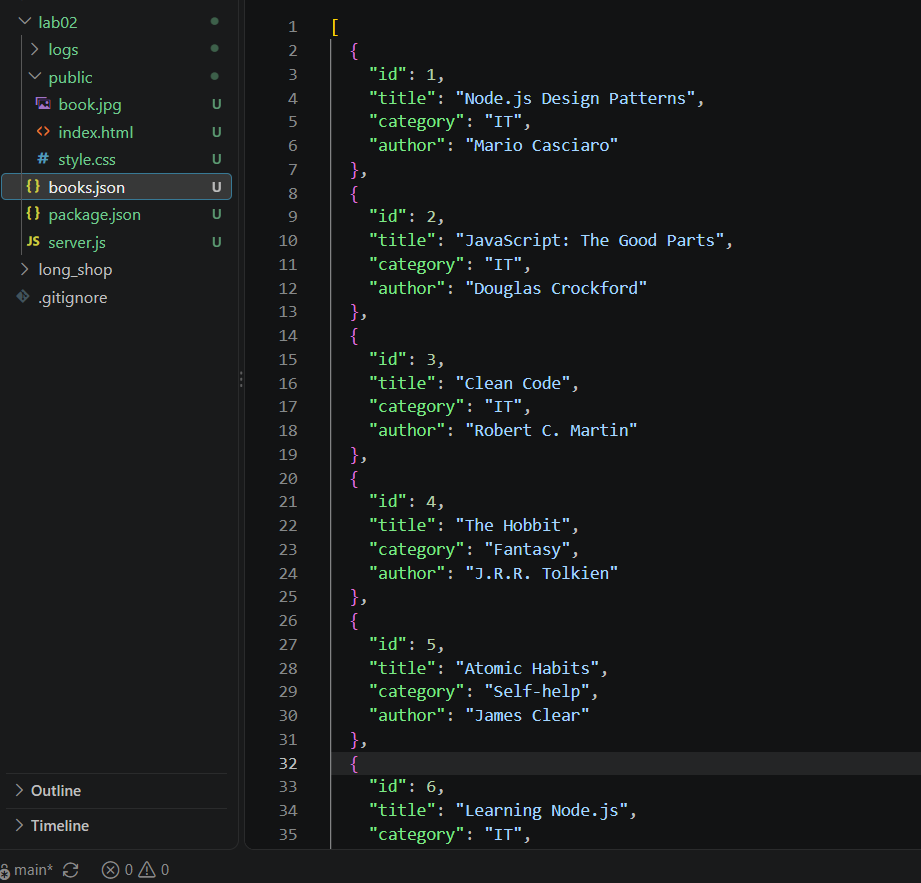 lab02
logs
public
book.jpg U
index.html U
# style.css U
{} books.json U
{} package.json U
JS server.js U
long_shop
.gitignore
Outline
Timeline
main* 0 0
1 [
2 {
3 "id": 1,
4 "title": "Node.js Design Patterns",
5 "category": "IT",
6 "author": "Mario Casciaro"
7 },
8 {
9 "id": 2,
10 "title": "JavaScript: The Good Parts",
11 "category": "IT",
12 "author": "Douglas Crockford"
13 },
14 {
15 "id": 3,
16 "title": "Clean Code",
17 "category": "IT",
18 "author": "Robert C. Martin"
19 },
20 {
21 "id": 4,
22 "title": "The Hobbit",
23 "category": "Fantasy",
24 "author": "J.R.R. Tolkien"
25 },
26 {
27 "id": 5,
28 "title": "Atomic Habits",
29 "category": "Self-help",
30 "author": "James Clear"
31 },
32 {
33 "id": 6,
34 "title": "Learning Node.js",
35 "category": "IT",